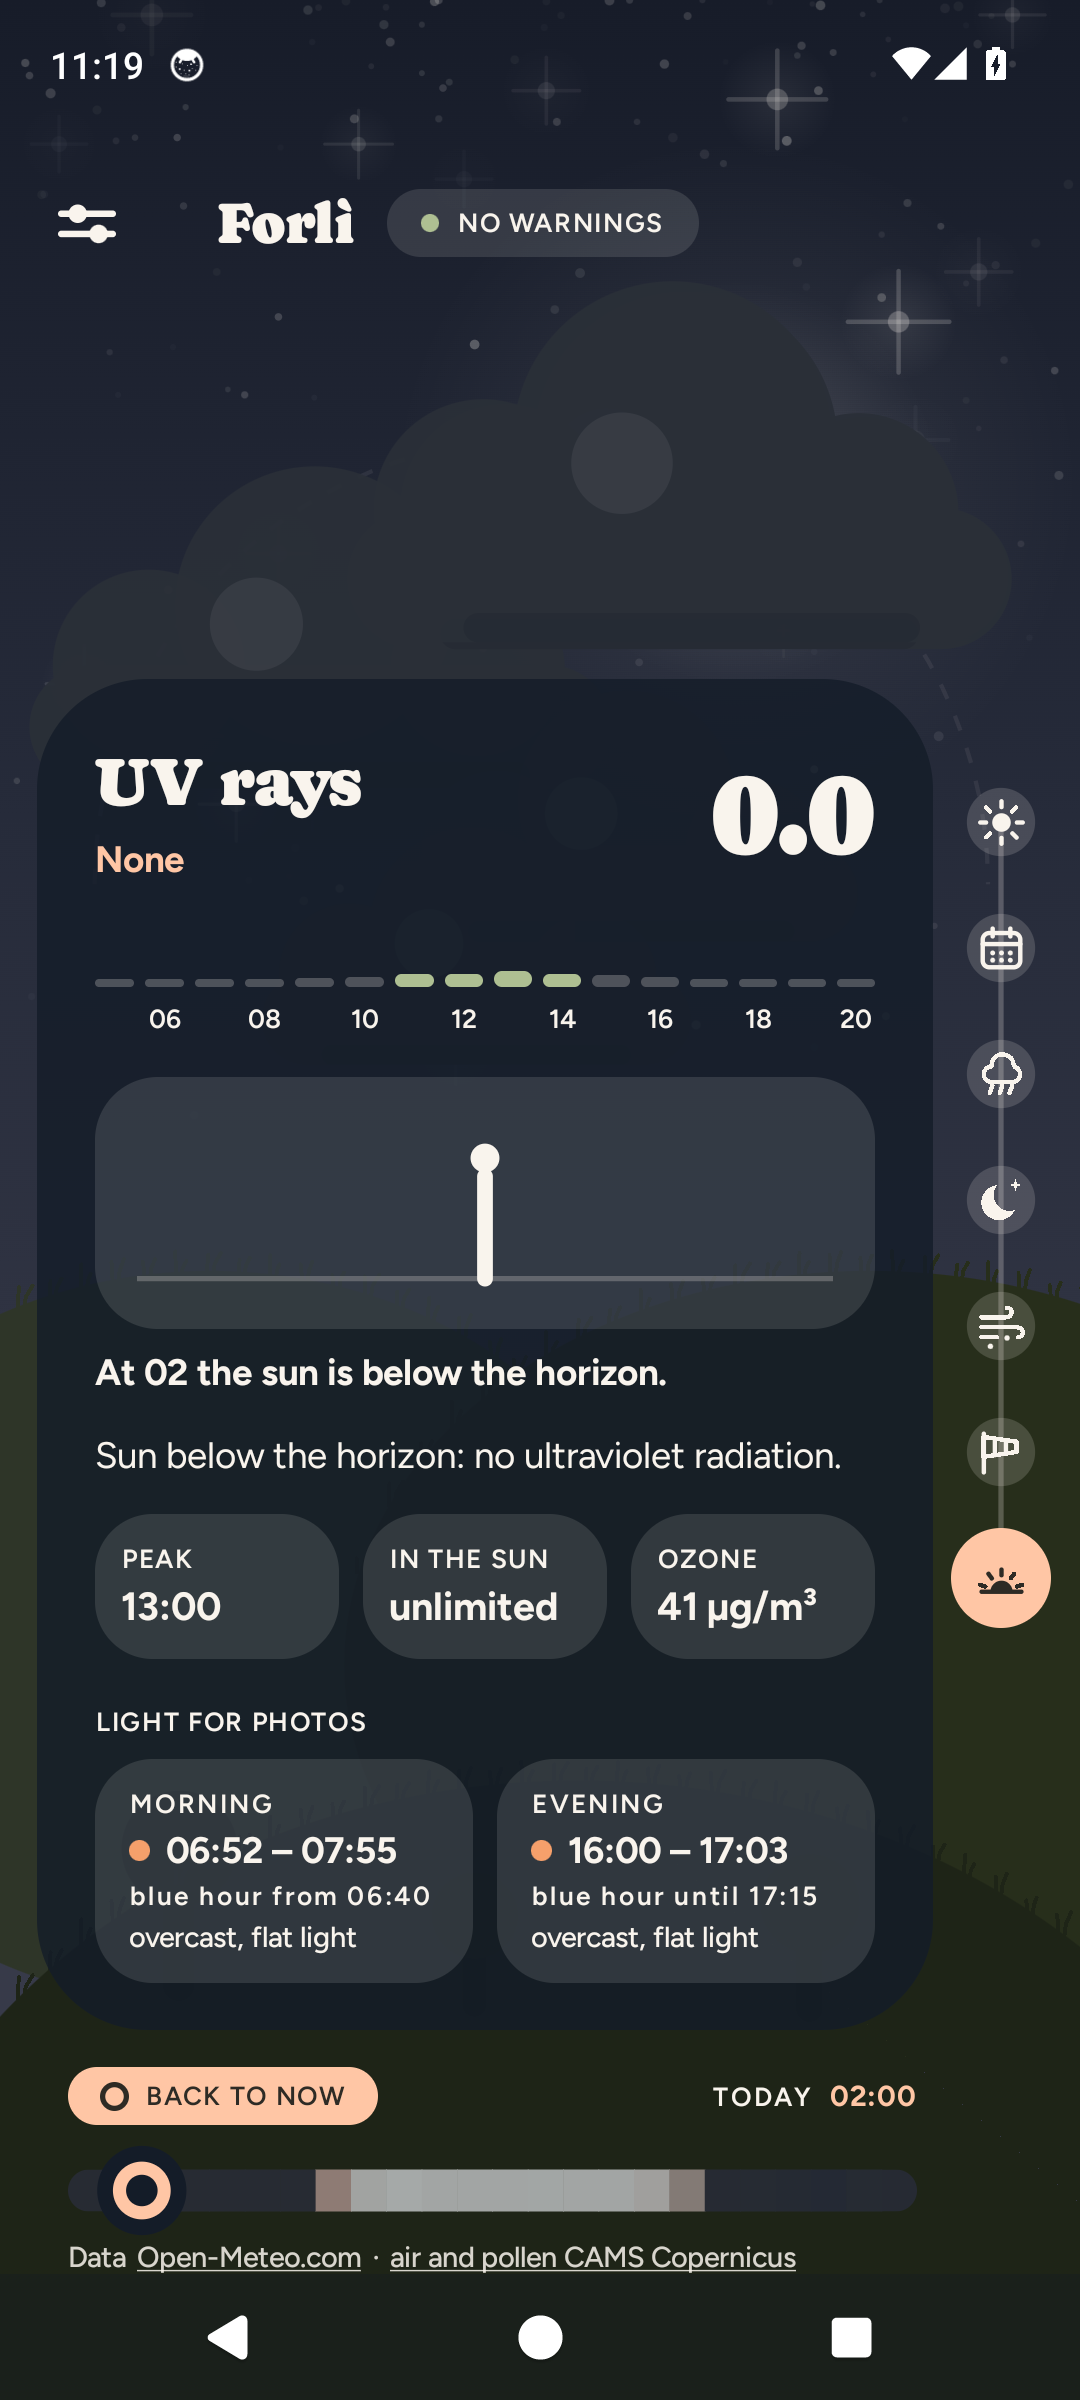 11:19
Forlì
NO WARNINGS
UV rays
0.0
None
06 08 10 12 14 16 18 20
At 02 the sun is below the horizon.
Sun below the horizon: no ultraviolet radiation.
PEAK
13:00
IN THE SUN
unlimited
OZONE
41 µg/m³
LIGHT FOR PHOTOS
MORNING
06:52 – 07:55
blue hour from 06:40
overcast, flat light
EVENING
16:00 – 17:03
blue hour until 17:15
overcast, flat light
BACK TO NOW
TODAY 02:00
Data Open-Meteo.com · air and pollen CAMS Copernicus